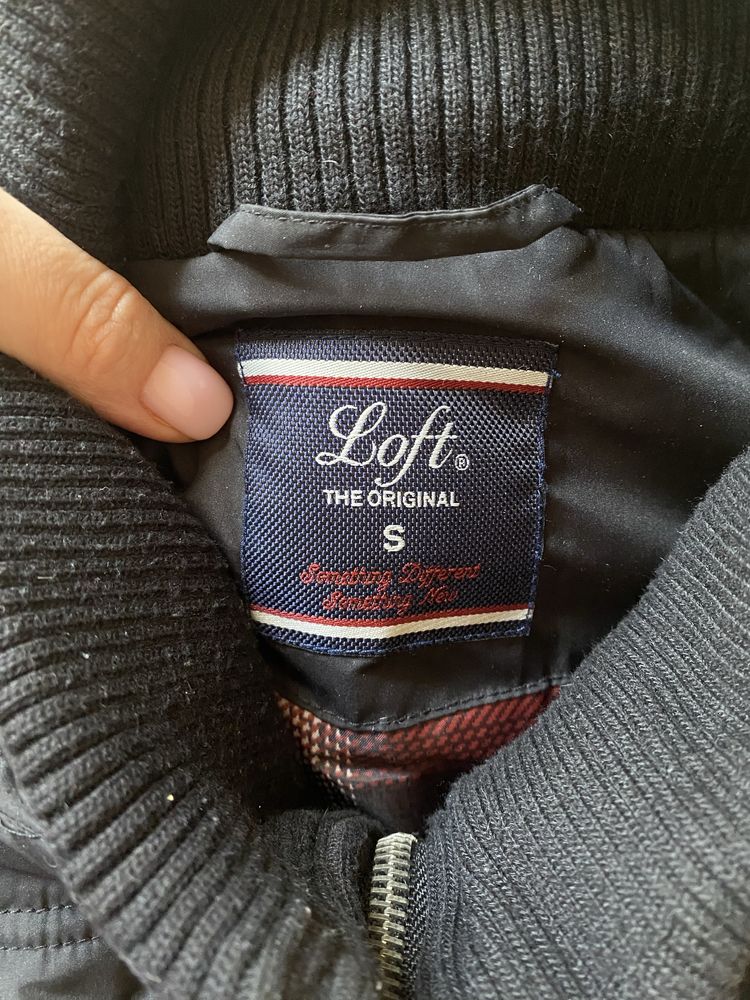 Loft®
THE ORIGINAL
S
Something Different
Something New